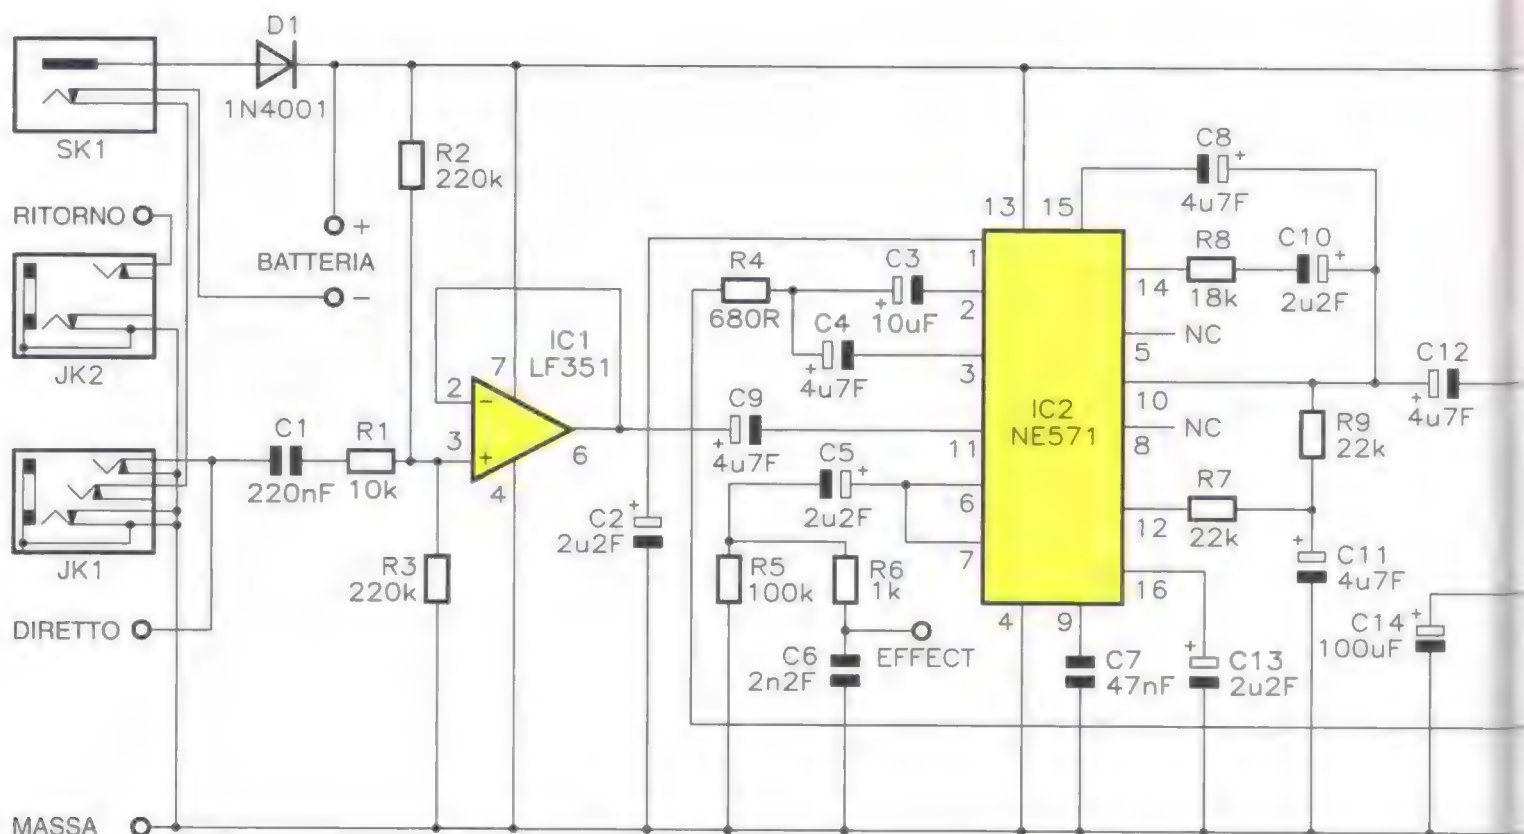 D1
1N4001
SK1
R2
220k
RITORNO
+
BATTERIA
−
JK2
C8
+
4u7F
13
15
R8
18k
C10
+
2u2F
1
14
R4
680R
C3
+
10uF
2
C4
+
4u7F
3
NC
5
C12
+
4u7F
IC1
LF351
7
2
−
3
+
6
4
C1
220nF
R1
10k
JK1
C9
+
4u7F
11
IC2
NE571
10
NC
8
R9
22k
C5
+
2u2F
6
7
R7
22k
12
C2
+
2u2F
R3
220k
R5
100k
R6
1k
16
C11
+
4u7F
DIRETTO
EFFECT
4
9
C14
+
100uF
C6
2n2F
C7
47nF
C13
+
2u2F
MASSA